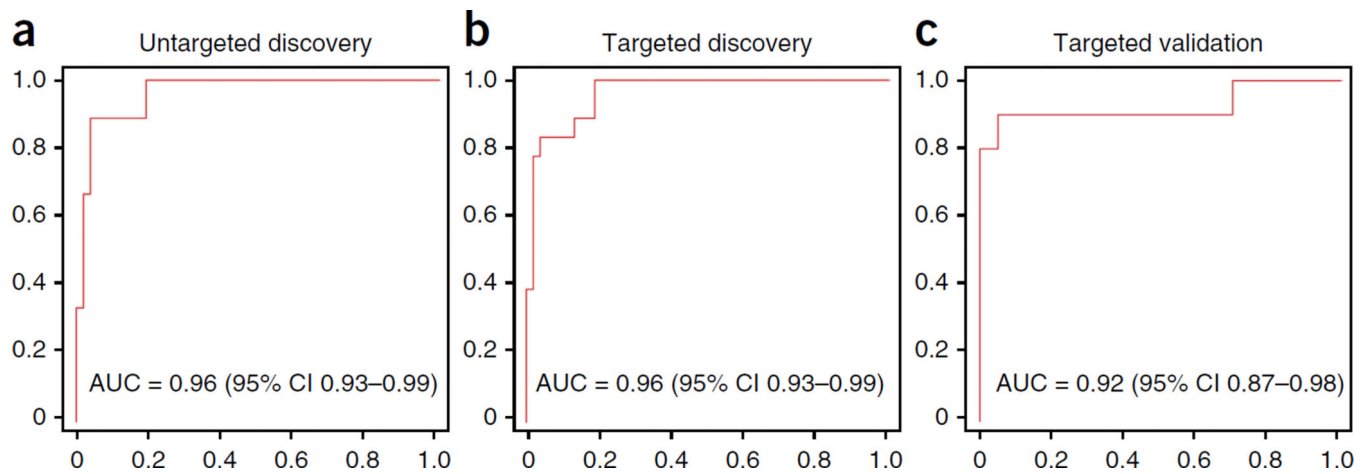 a
Untargeted discovery
1.0
0.8
0.6
0.4
0.2
0
AUC = 0.96 (95% CI 0.93–0.99)
0 0.2 0.4 0.6 0.8 1.0
b
Targeted discovery
1.0
0.8
0.6
0.4
0.2
0
AUC = 0.96 (95% CI 0.93–0.99)
0 0.2 0.4 0.6 0.8 1.0
c
Targeted validation
1.0
0.8
0.6
0.4
0.2
0
AUC = 0.92 (95% CI 0.87–0.98)
0 0.2 0.4 0.6 0.8 1.0